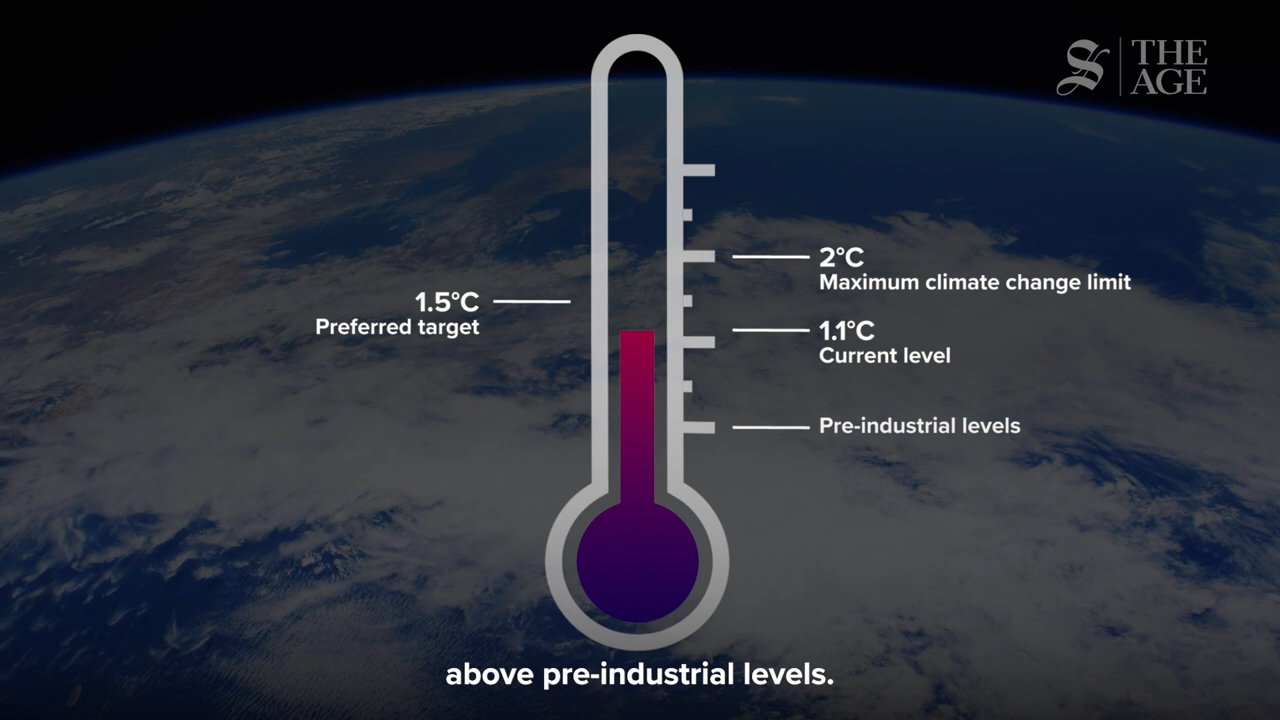 THE
AGE
2°C
Maximum climate change limit
1.5°C
Preferred target
1.1°C
Current level
Pre-industrial levels
above pre-industrial levels.